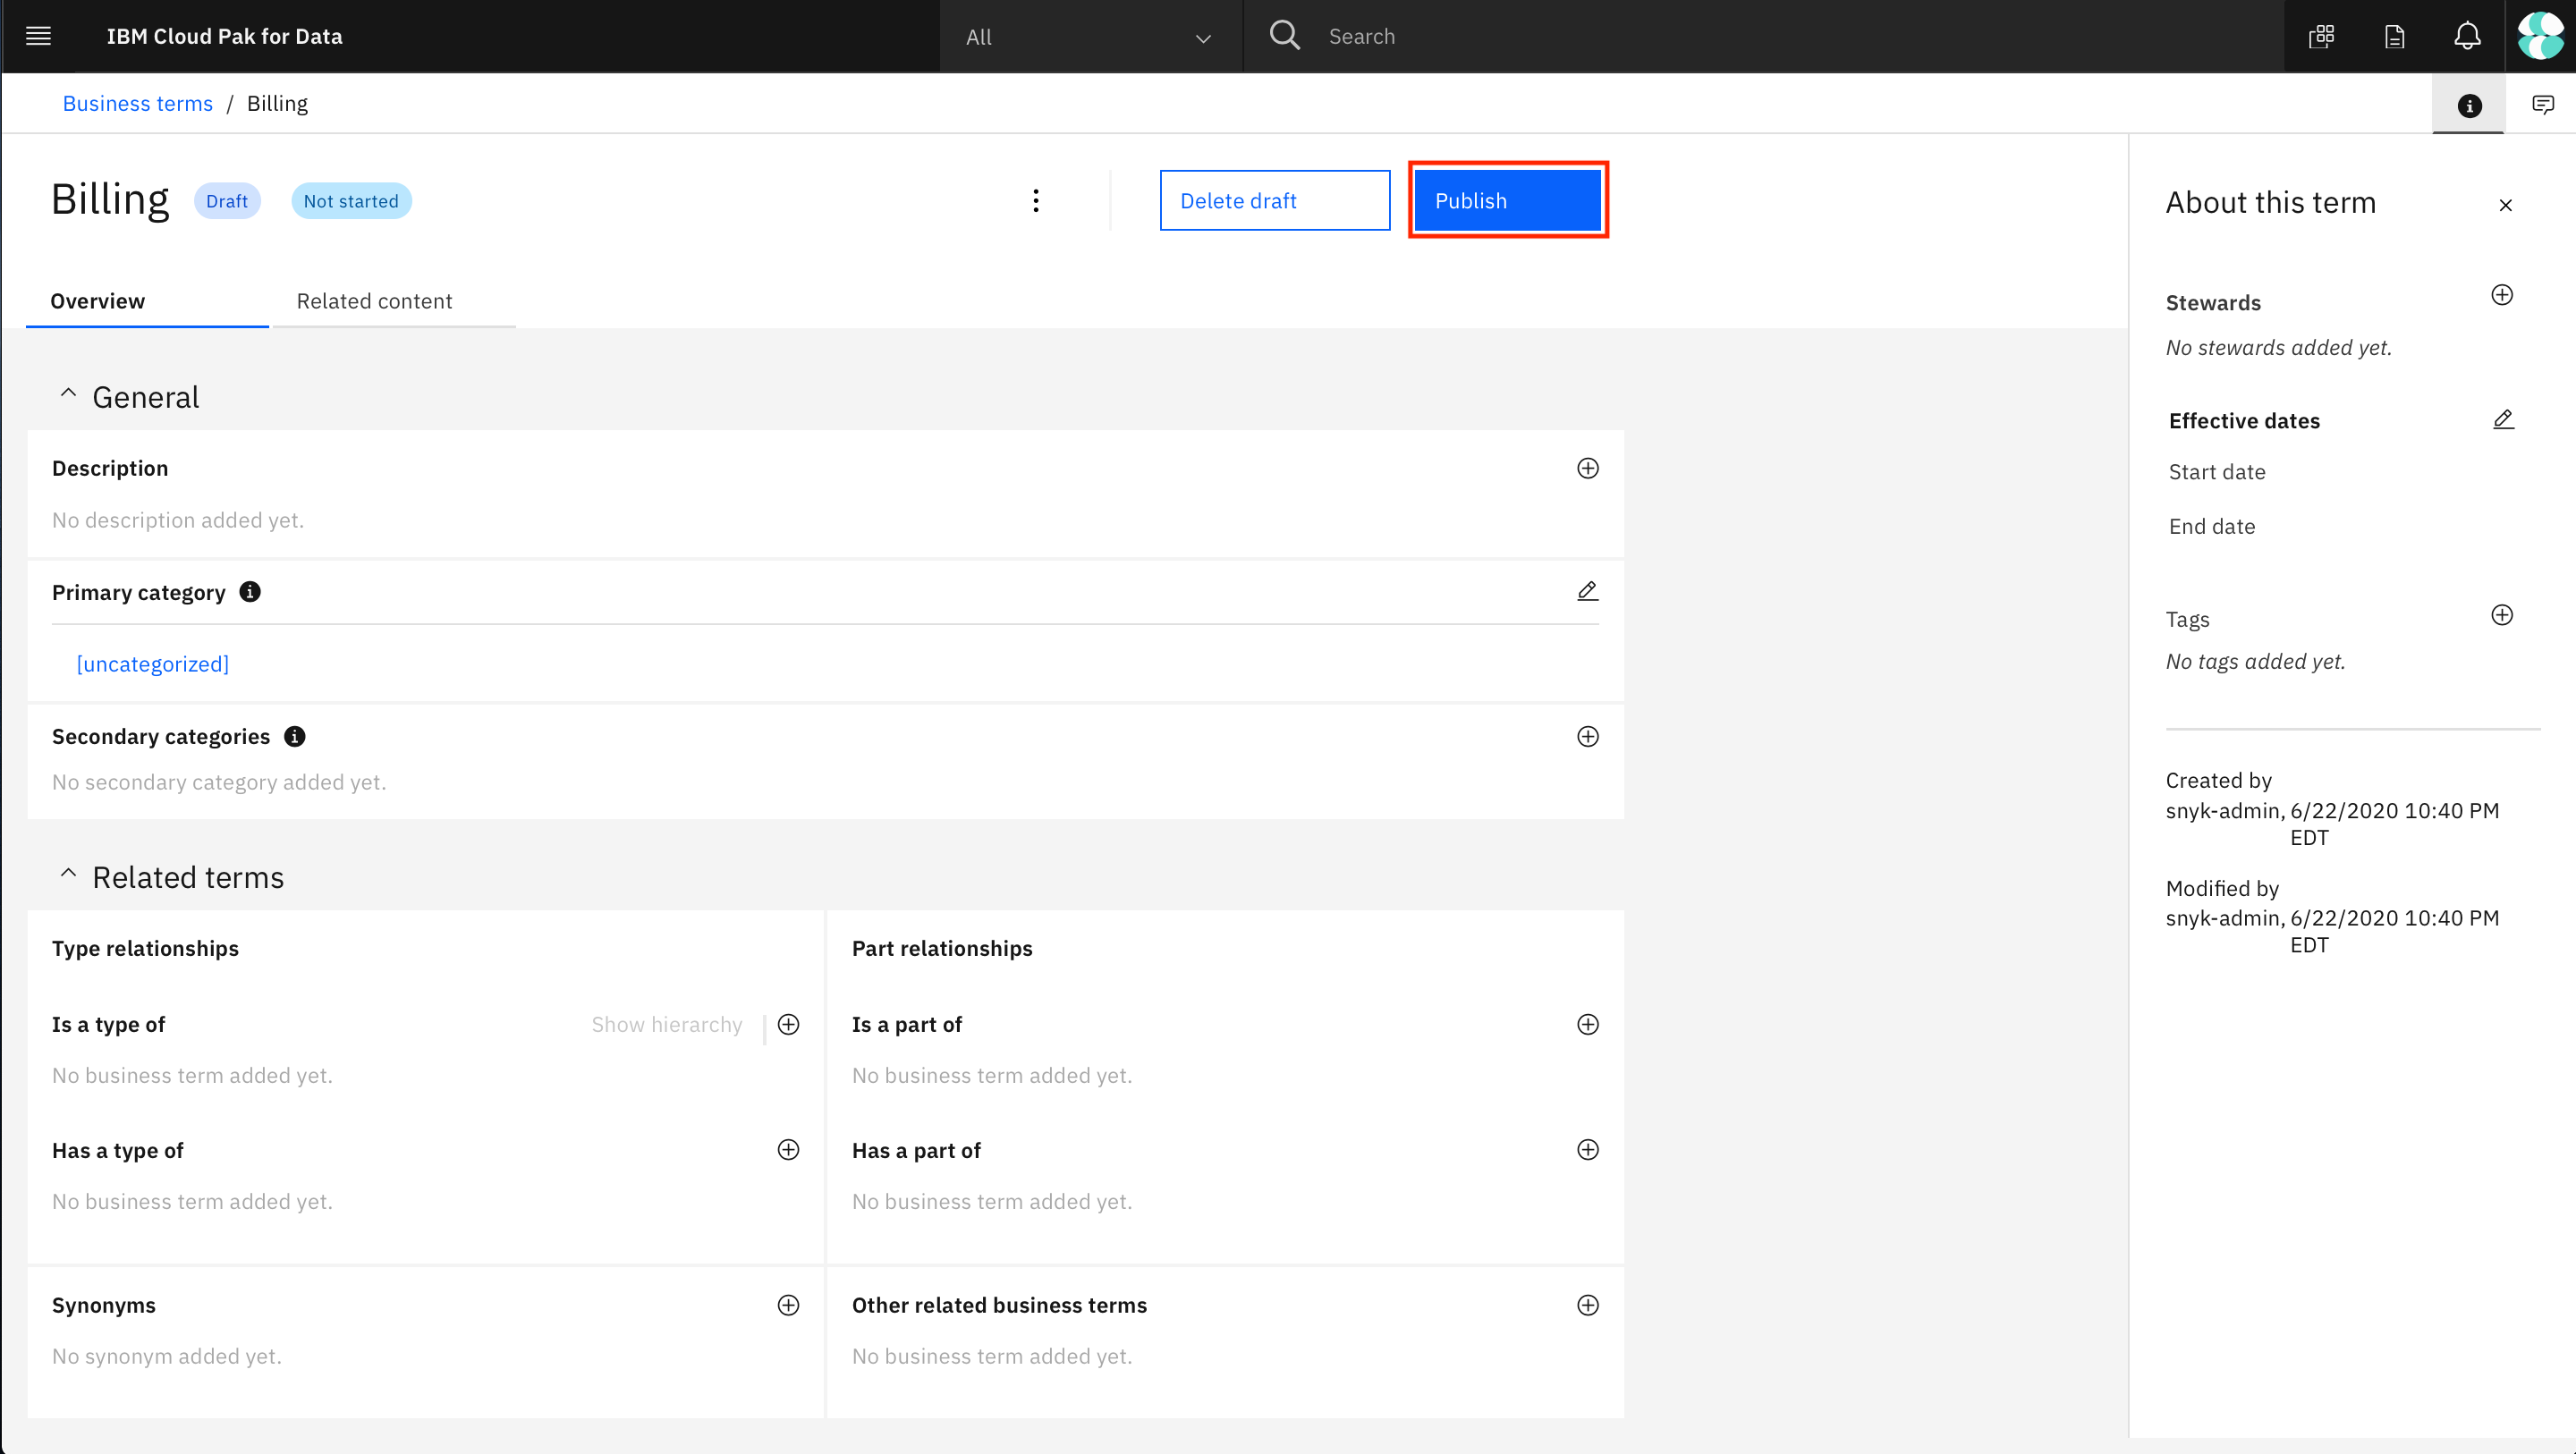 IBM Cloud Pak for Data
All
Search
Business terms / Billing
Billing
Draft
Not started
Delete draft
Publish
Overview
Related content
General
Description
No description added yet.
Primary category
[uncategorized]
Secondary categories
No secondary category added yet.
Related terms
Type relationships
Is a type of
Show hierarchy
No business term added yet.
Has a type of
No business term added yet.
Part relationships
Is a part of
No business term added yet.
Has a part of
No business term added yet.
Synonyms
No synonym added yet.
Other related business terms
No business term added yet.
About this term
Stewards
No stewards added yet.
Effective dates
Start date
End date
Tags
No tags added yet.
Created by
snyk-admin, 6/22/2020 10:40 PM
EDT
Modified by
snyk-admin, 6/22/2020 10:40 PM
EDT